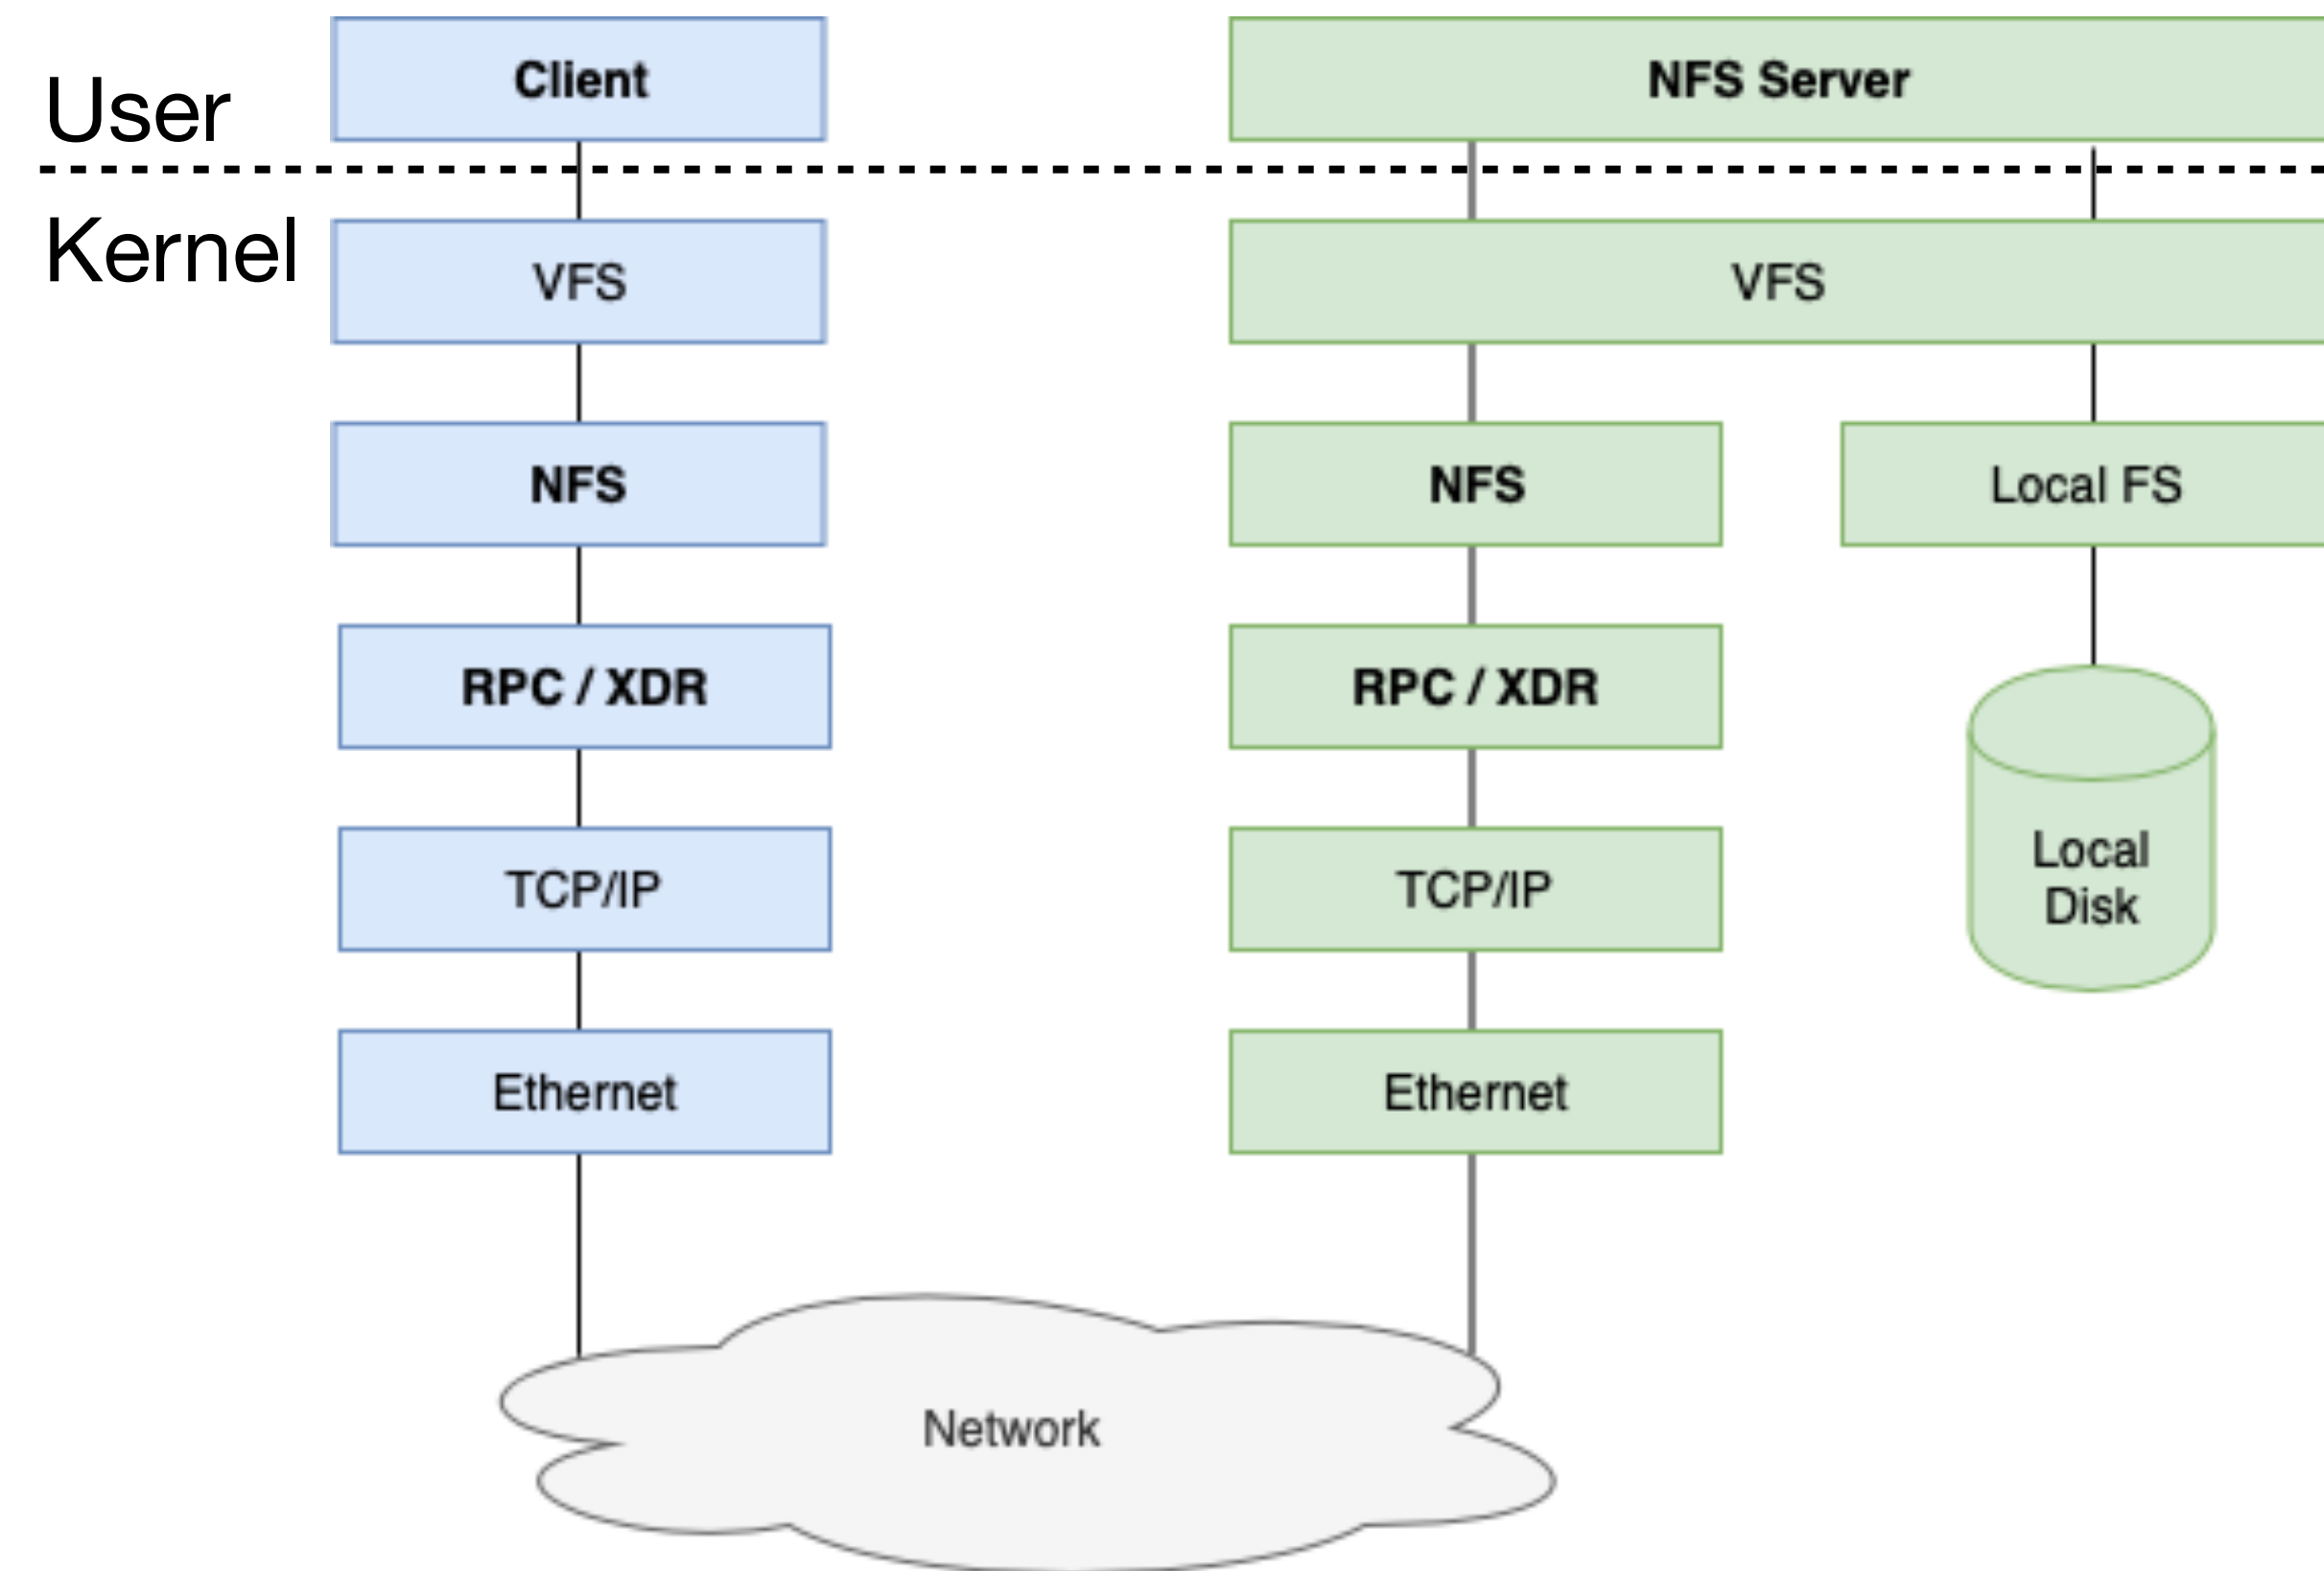 Client
NFS Server
User
Kernel
VFS
VFS
NFS
NFS
Local FS
RPC / XDR
RPC / XDR
TCP/IP
TCP/IP
Local
Disk
Ethernet
Ethernet
Network